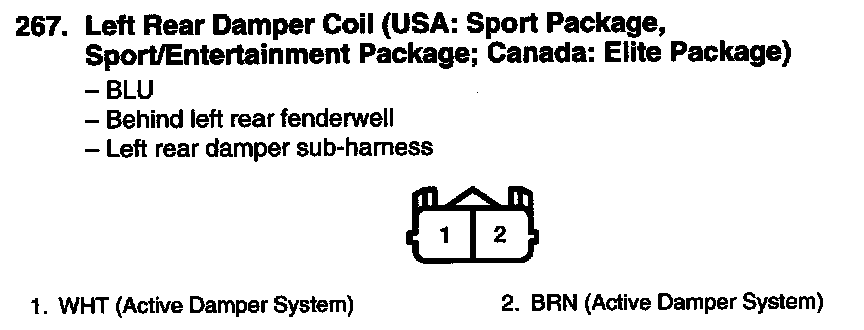 267. Left Rear Damper Coil (USA: Sport Package,
Sport/Entertainment Package; Canada: Elite Package)
– BLU
– Behind left rear fenderwell
– Left rear damper sub-harness
1 2
1. WHT (Active Damper System) 2. BRN (Active Damper System)